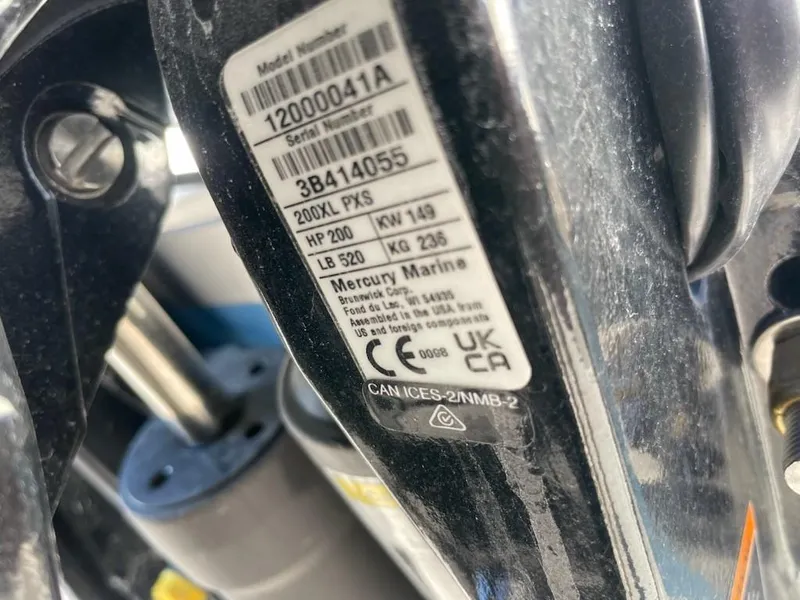 Model Number
12000041A
Serial Number
3B414055
200XL PXS
HP 200 KW 149
LB 520 KG 236
Mercury Marine
Brunswick Corp.
Fond du Lac, WI 54935
Assembled in the USA from
US and foreign components
CE 0098 UK
CA
CAN ICES-2/NMB-2